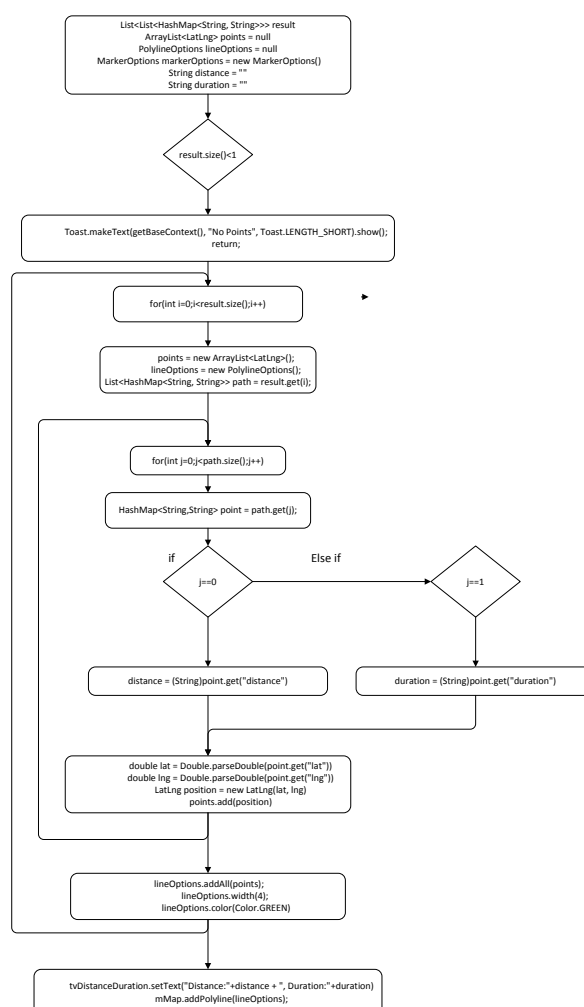 List<List<HashMap<String, String>>> result
ArrayList<LatLng> points = null
PolylineOptions lineOptions = null
MarkerOptions markerOptions = new MarkerOptions()
String distance = ""
String duration = ""
result.size()<1
Toast.makeText(getBaseContext(), "No Points", Toast.LENGTH_SHORT).show();
return;
for(int i=0;i<result.size();i++)
points = new ArrayList<LatLng>();
lineOptions = new PolylineOptions();
List<HashMap<String, String>> path = result.get(i);
for(int j=0;j<path.size();j++)
HashMap<String,String> point = path.get(j);
if
Else if
j==0
j==1
distance = (String)point.get("distance")
duration = (String)point.get("duration")
double lat = Double.parseDouble(point.get("lat"))
double lng = Double.parseDouble(point.get("lng"))
LatLng position = new LatLng(lat, lng)
points.add(position)
lineOptions.addAll(points);
lineOptions.width(4);
lineOptions.color(Color.GREEN)
tvDistanceDuration.setText("Distance:"+distance + ", Duration:"+duration)
mMap.addPolyline(lineOptions);